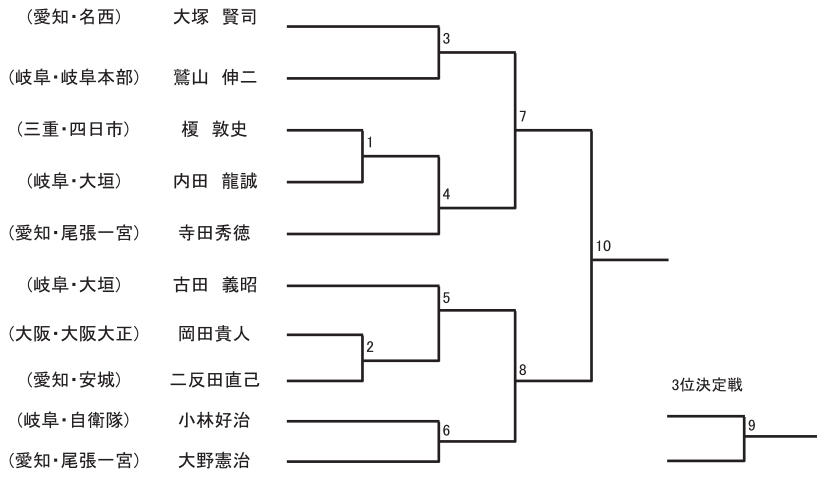 (愛知・名西) 大塚 賢司
3
(岐阜・岐阜本部) 鷲山 伸二
7
(三重・四日市) 榎 敦史
1
(岐阜・大垣) 内田 龍誠
4
(愛知・尾張一宮) 寺田秀徳
10
(岐阜・大垣) 古田 義昭
5
(大阪・大阪大正) 岡田貴人
2
8
(愛知・安城) 二反田直己
3位決定戦
(岐阜・自衛隊) 小林好治
6
9
(愛知・尾張一宮) 大野憲治